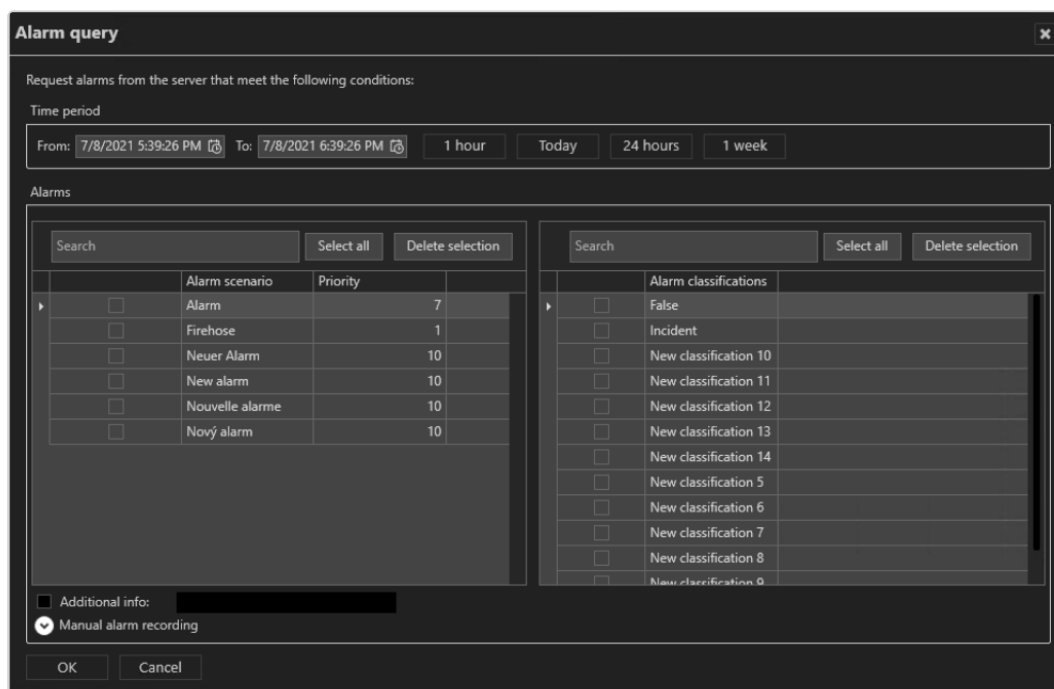 Alarm query
Request alarms from the server that meet the following conditions:
Time period
From: 7/8/2021 5:39:26 PM To: 7/8/2021 6:39:26 PM 1 hour Today 24 hours 1 week
Alarms
Search Select all Delete selection
Alarm scenario Priority
Alarm 7
Firehose 1
Neuer Alarm 10
New alarm 10
Nouvelle alarme 10
Nový alarm 10
Search Select all Delete selection
Alarm classifications
False
Incident
New classification 10
New classification 11
New classification 12
New classification 13
New classification 14
New classification 5
New classification 6
New classification 7
New classification 8
New classification 9
Additional info:
Manual alarm recording
OK Cancel